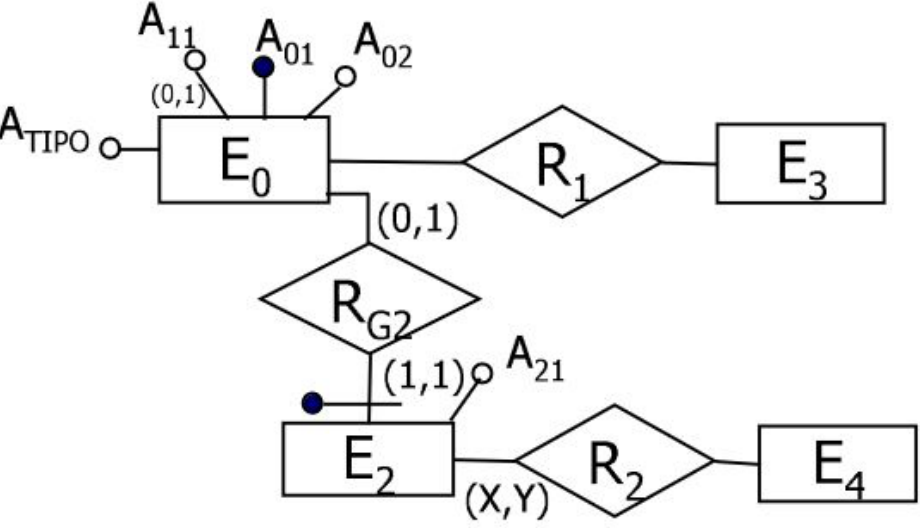 A11
A01
A02
(0,1)
ATIPO
E0
R1
E3
(0,1)
RG2
(1,1)
A21
E2
R2
E4
(X,Y)